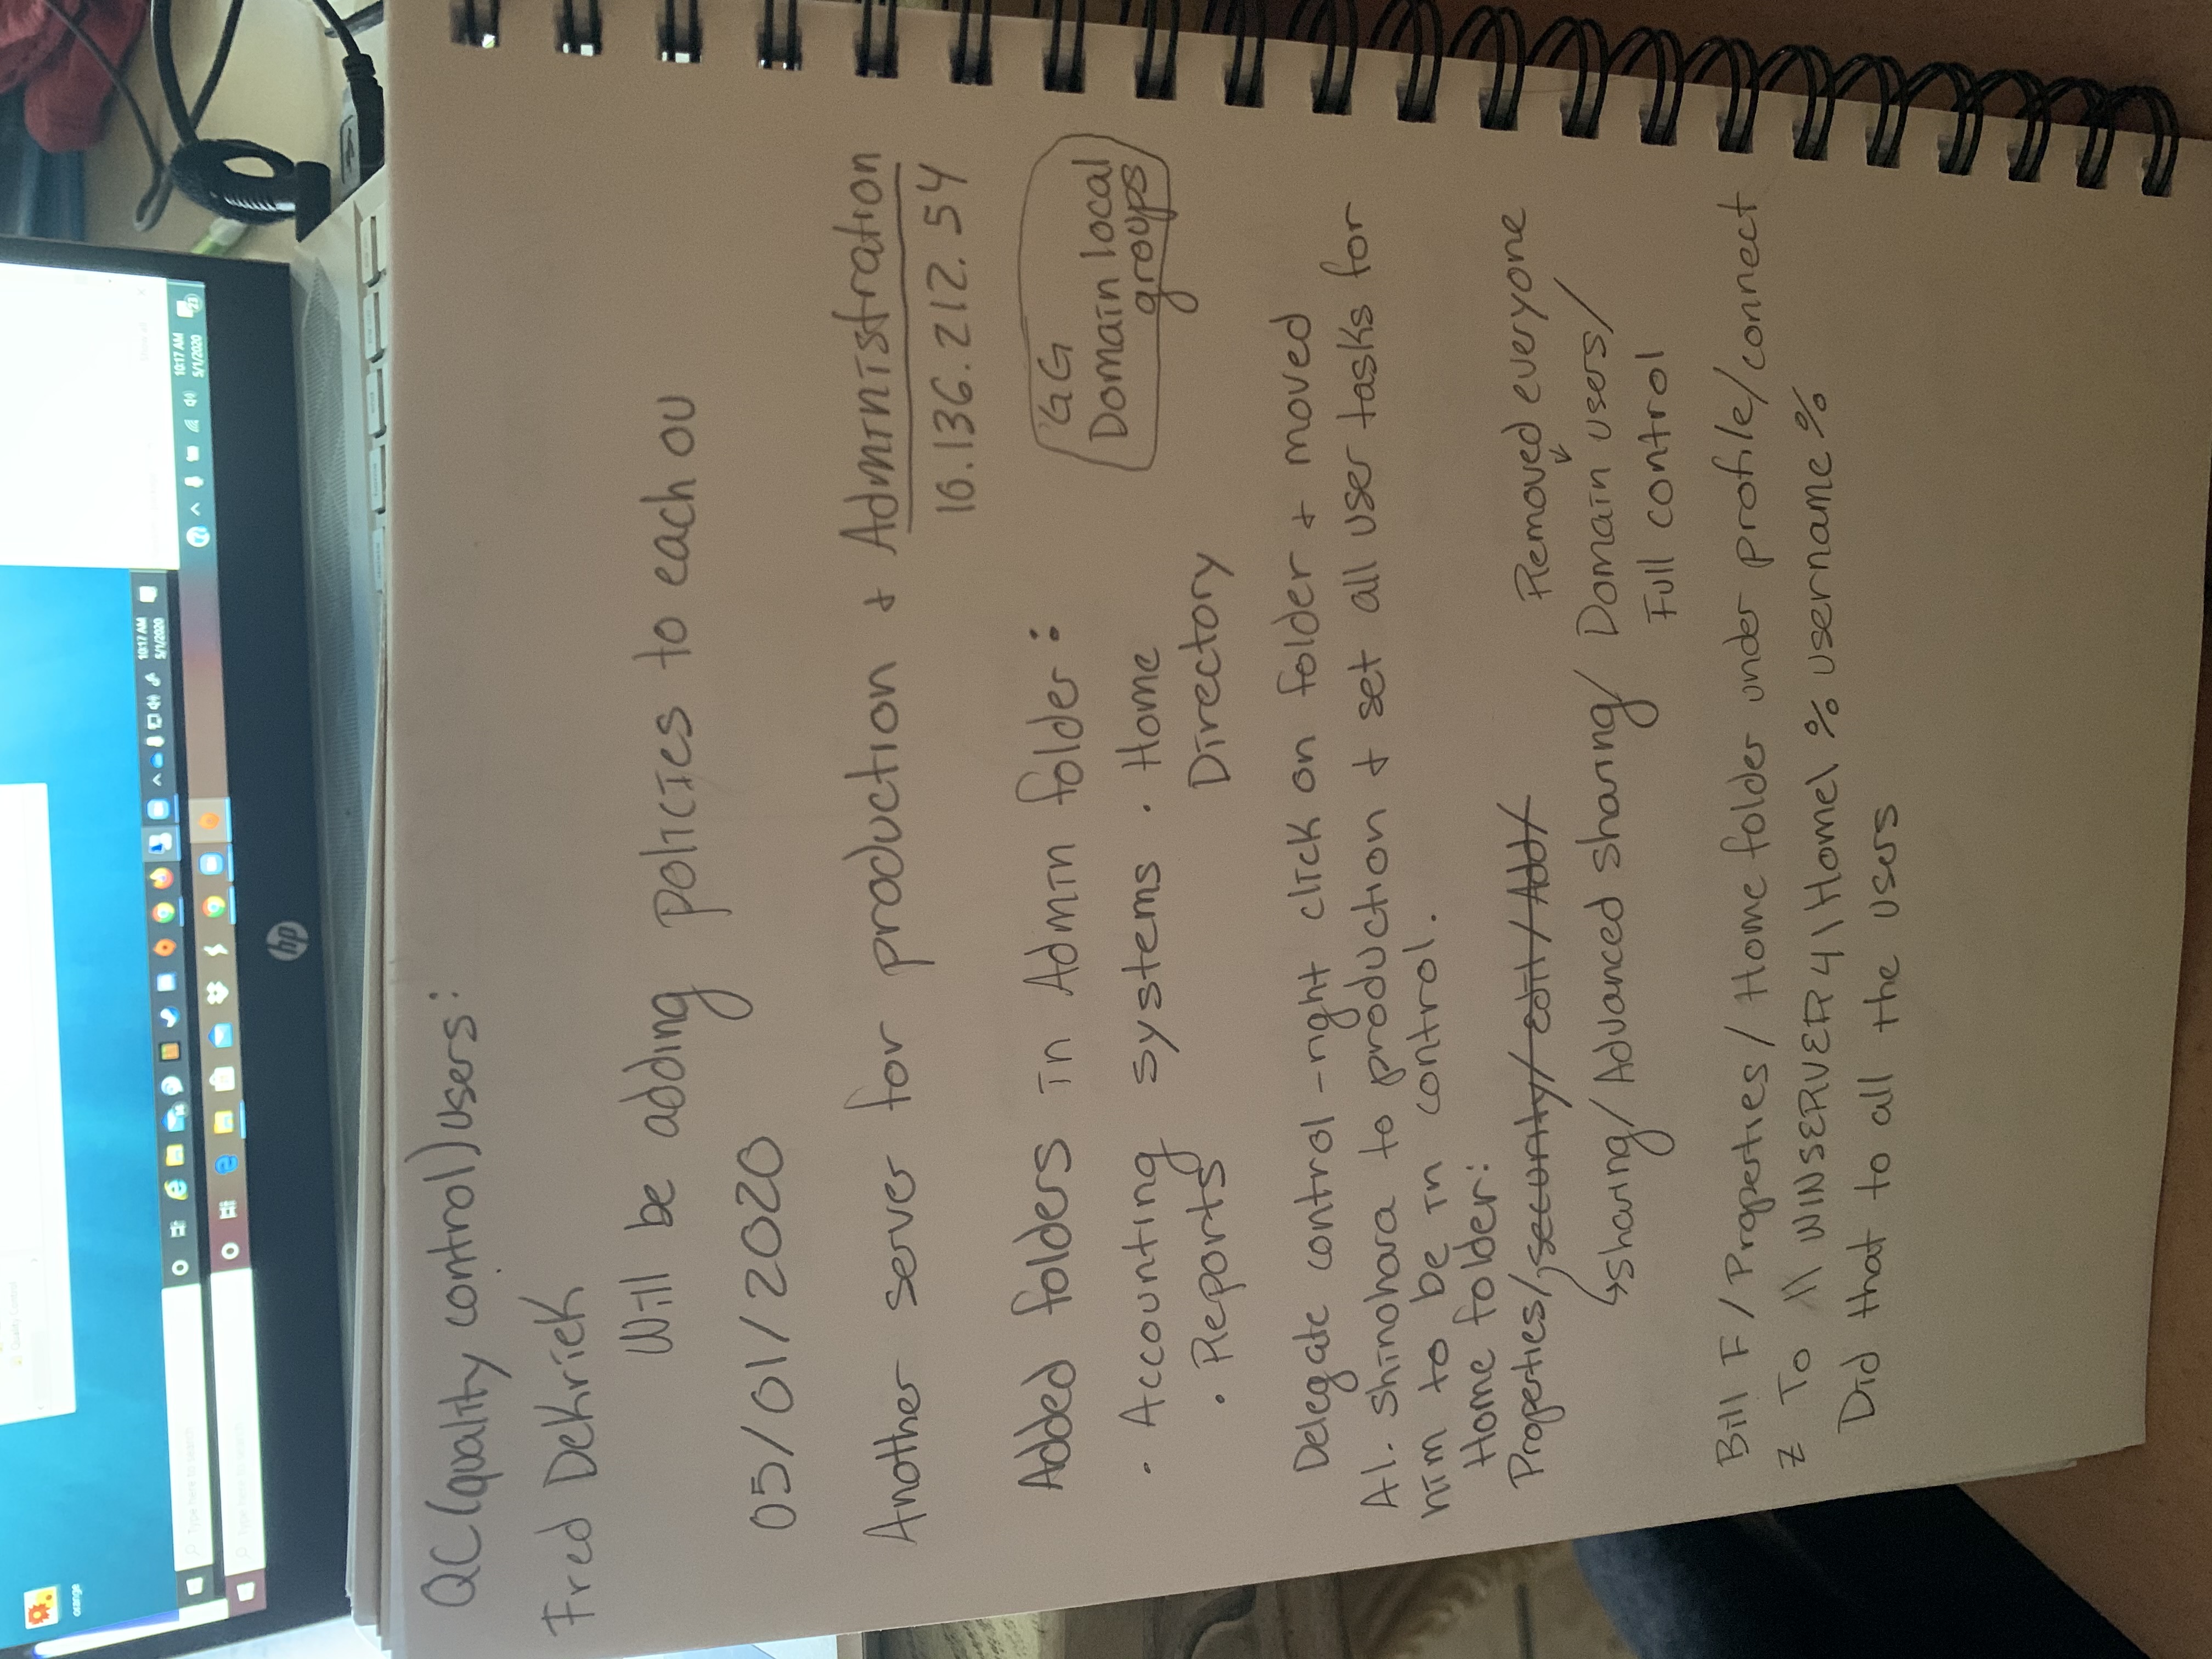 Quality Control
orange
Type here to search
10:17 AM
5/1/2020
Type here to search
10:17 AM
5/1/2020
23
hp
QC (quality control) users:
Fred DeKriek
Will be adding policies to each ou
05/01/2020
Another server for production & Administration
10.136.212.54
Added folders in Admin folder:
GG
Domain local
groups
· Accounting systems · Home
Directory
· Reports
Delegate control - right click on folder & moved
Al. Shinohara to production & set all user tasks for
him to be in control.
Home folder:
Properties/ security/ Edit/ Add/
Removed everyone
Sharing/ Advanced sharing/ Domain users/
Full control
Bill F / Properties / Home folder under profile/connect
Z To \\ WINSERVER4\Home\ %username%
Did that to all the users